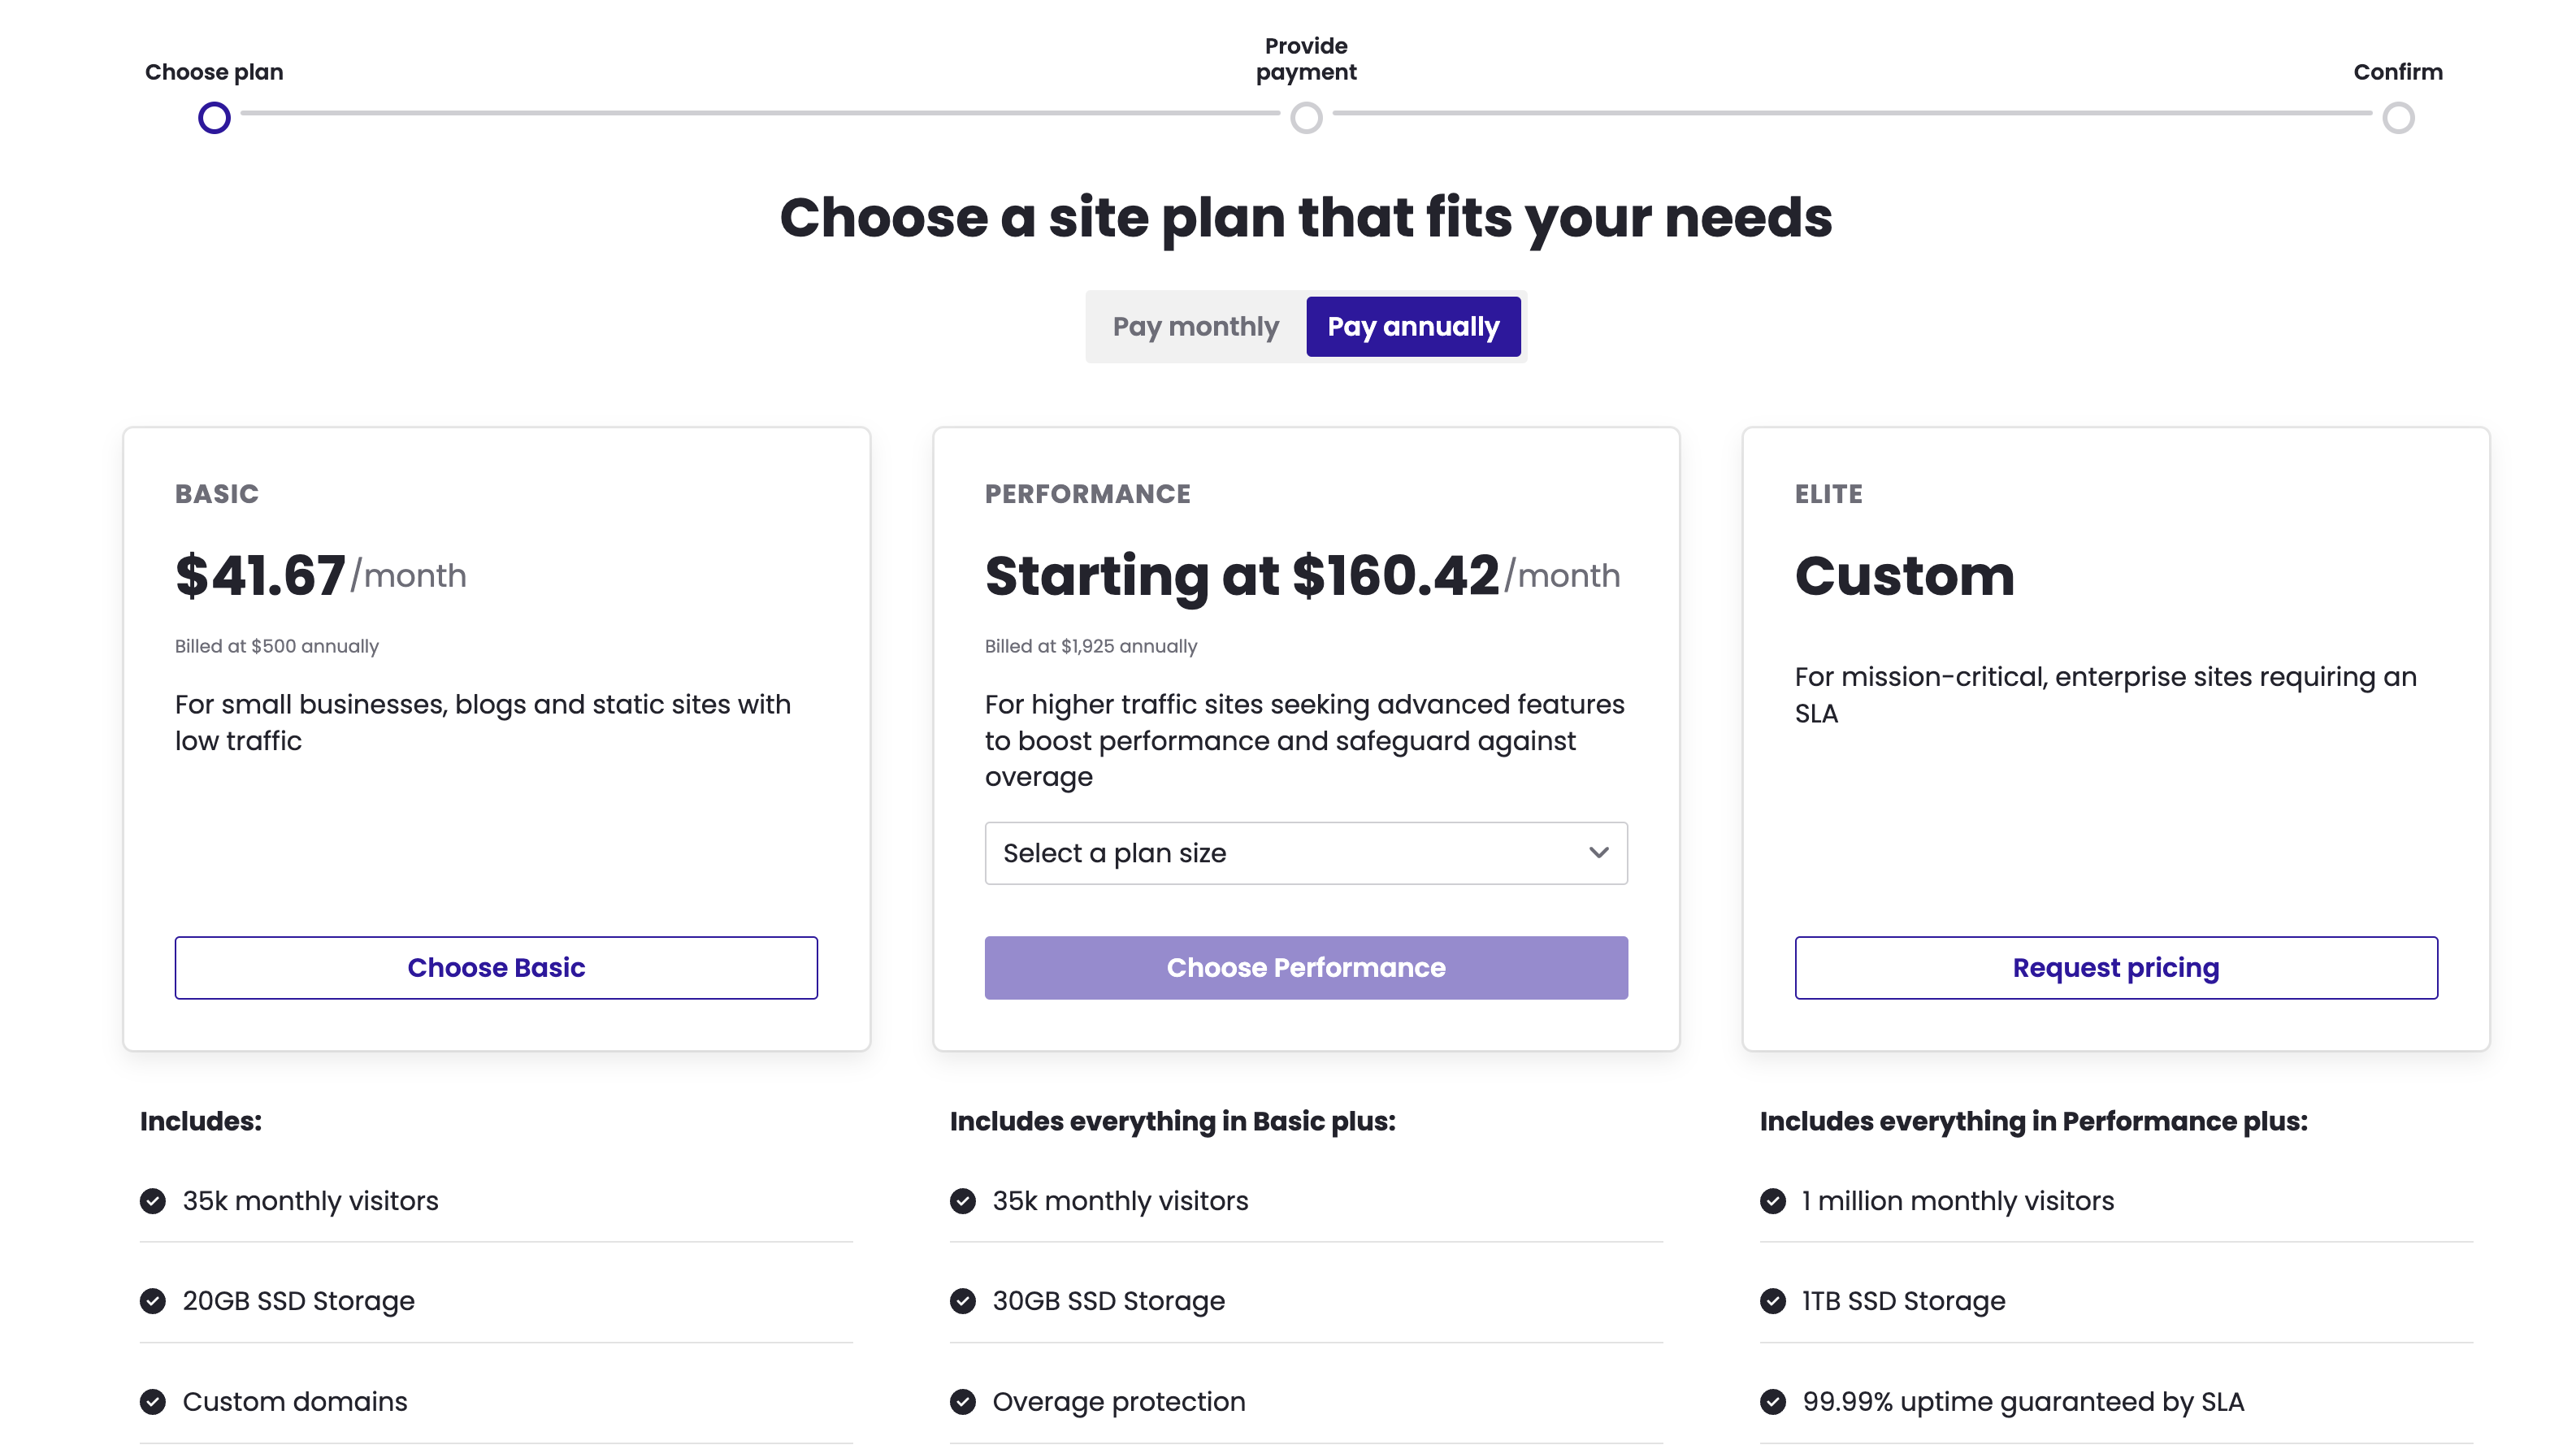 Choose plan
Provide
payment
Confirm
Choose a site plan that fits your needs
Pay monthly
Pay annually
BASIC
$41.67/month
Billed at $500 annually
For small businesses, blogs and static sites with
low traffic
Choose Basic
PERFORMANCE
Starting at $160.42/month
Billed at $1,925 annually
For higher traffic sites seeking advanced features
to boost performance and safeguard against
overage
Select a plan size
Choose Performance
ELITE
Custom
For mission-critical, enterprise sites requiring an
SLA
Request pricing
Includes:
35k monthly visitors
20GB SSD Storage
Custom domains
Includes everything in Basic plus:
35k monthly visitors
30GB SSD Storage
Overage protection
Includes everything in Performance plus:
1 million monthly visitors
1TB SSD Storage
99.99% uptime guaranteed by SLA